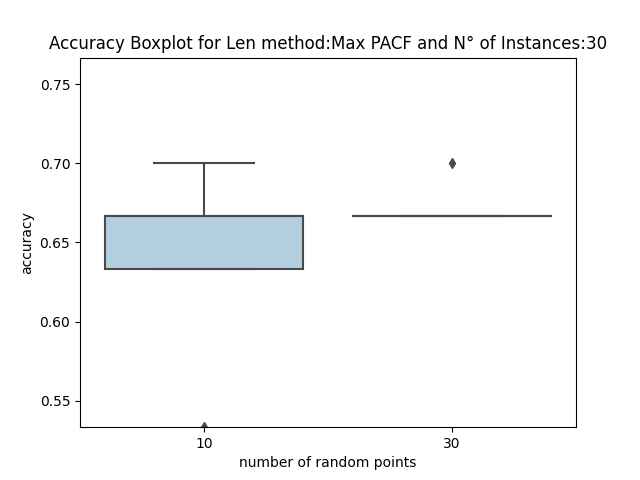 Accuracy Boxplot for Len method:Max PACF and N° of Instances:30
0.75
0.70
0.65
0.60
0.55
accuracy
10
30
number of random points